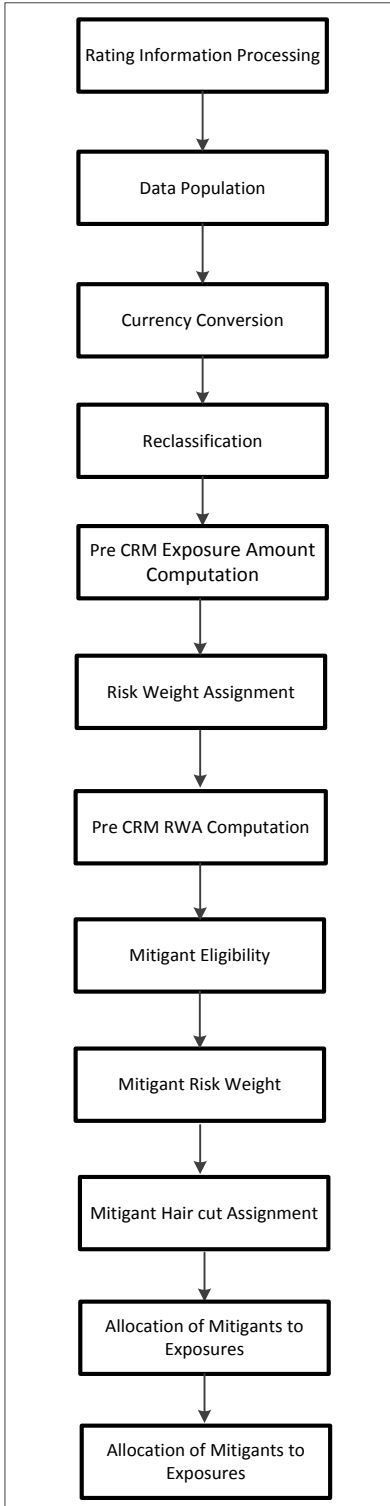 Rating Information Processing
Data Population
Currency Conversion
Reclassification
Pre CRM Exposure Amount
Computation
Risk Weight Assignment
Pre CRM RWA Computation
Mitigant Eligibility
Mitigant Risk Weight
Mitigant Hair cut Assignment
Allocation of Mitigants to
Exposures
Allocation of Mitigants to
Exposures